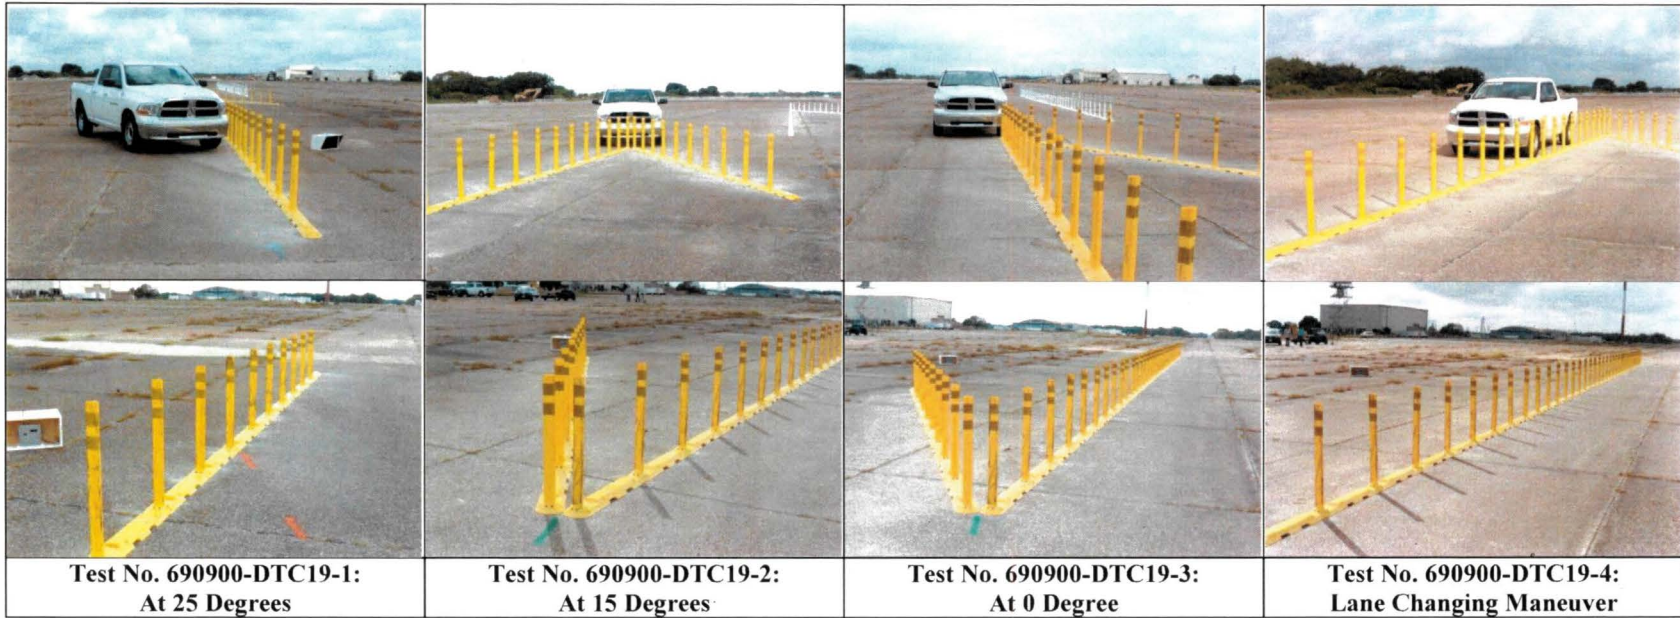 Test No. 690900-DTC19-1:
At 25 Degrees
Test No. 690900-DTC19-2:
At 15 Degrees
Test No. 690900-DTC19-3:
At 0 Degree
Test No. 690900-DTC19-4:
Lane Changing Maneuver